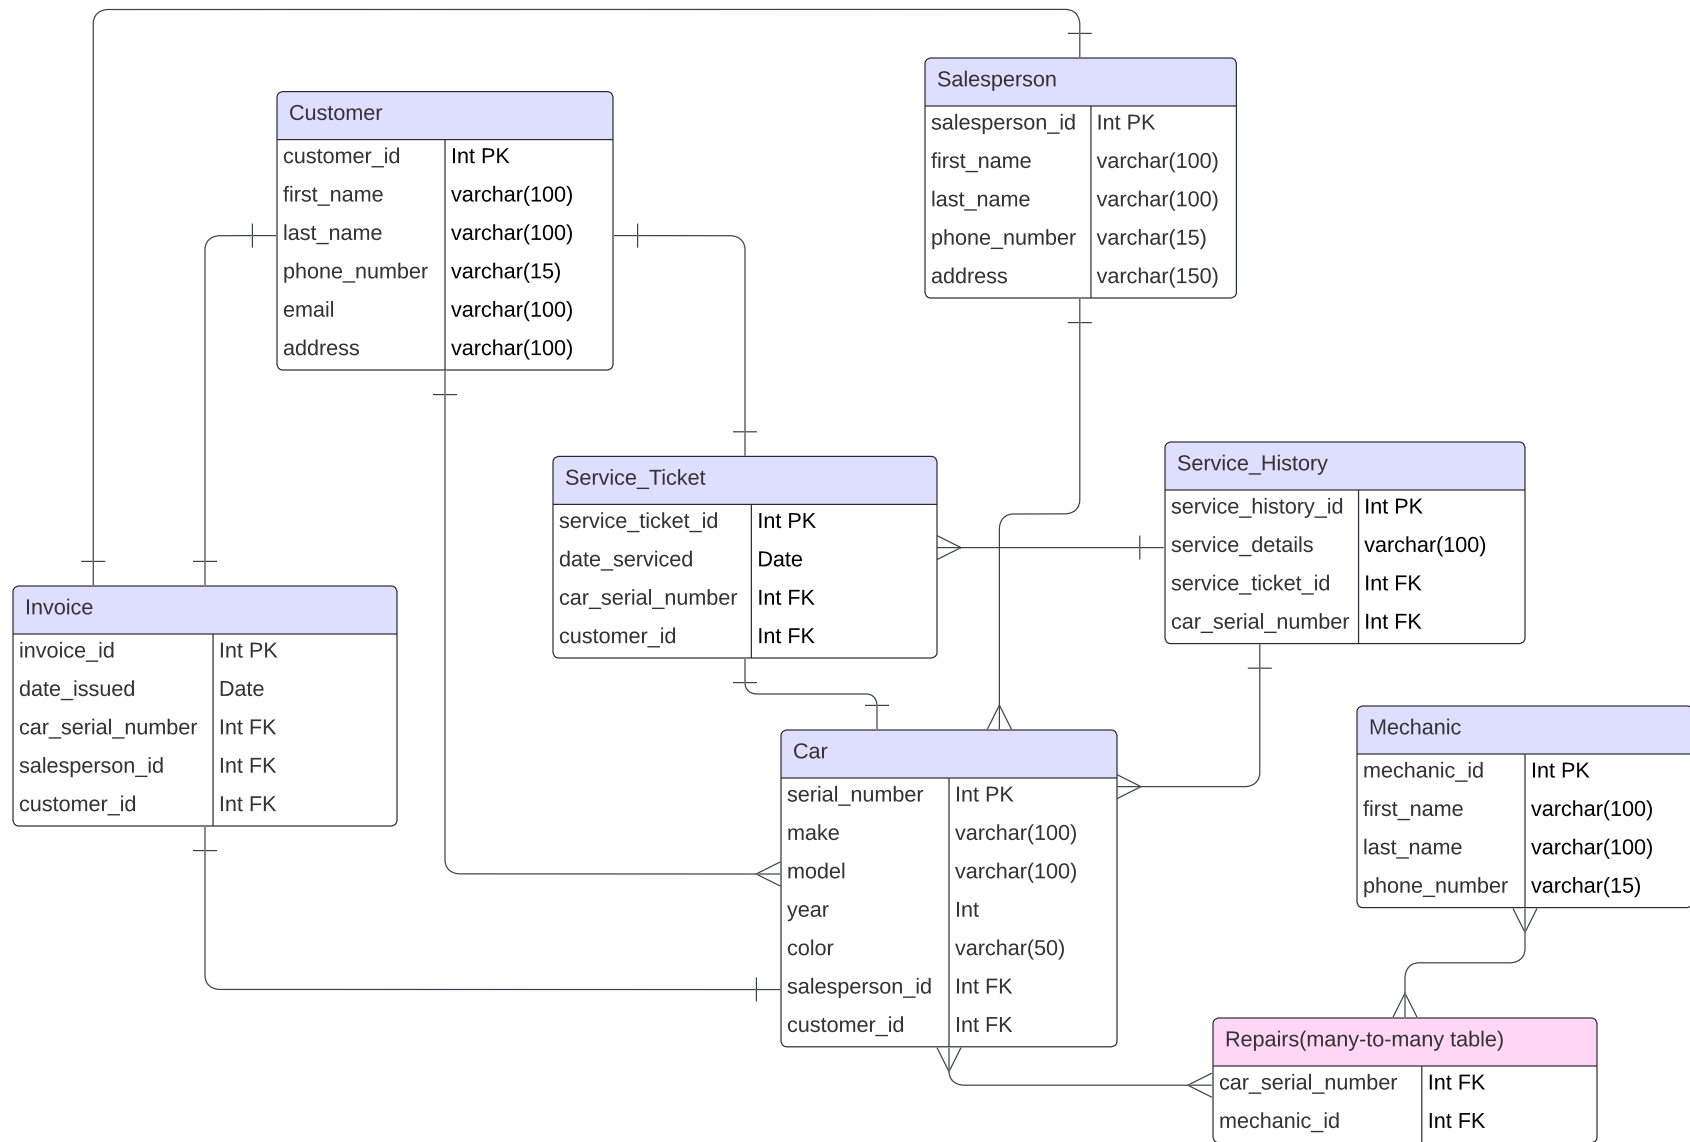 Salesperson
salesperson_id Int PK
first_name varchar(100)
last_name varchar(100)
phone_number varchar(15)
address varchar(150)
Customer
customer_id Int PK
first_name varchar(100)
last_name varchar(100)
phone_number varchar(15)
email varchar(100)
address varchar(100)
Service_Ticket
service_ticket_id Int PK
date_serviced Date
car_serial_number Int FK
customer_id Int FK
Service_History
service_history_id Int PK
service_details varchar(100)
service_ticket_id Int FK
car_serial_number Int FK
Invoice
invoice_id Int PK
date_issued Date
car_serial_number Int FK
salesperson_id Int FK
customer_id Int FK
Car
serial_number Int PK
make varchar(100)
model varchar(100)
year Int
color varchar(50)
salesperson_id Int FK
customer_id Int FK
Mechanic
mechanic_id Int PK
first_name varchar(100)
last_name varchar(100)
phone_number varchar(15)
Repairs(many-to-many table)
car_serial_number Int FK
mechanic_id Int FK